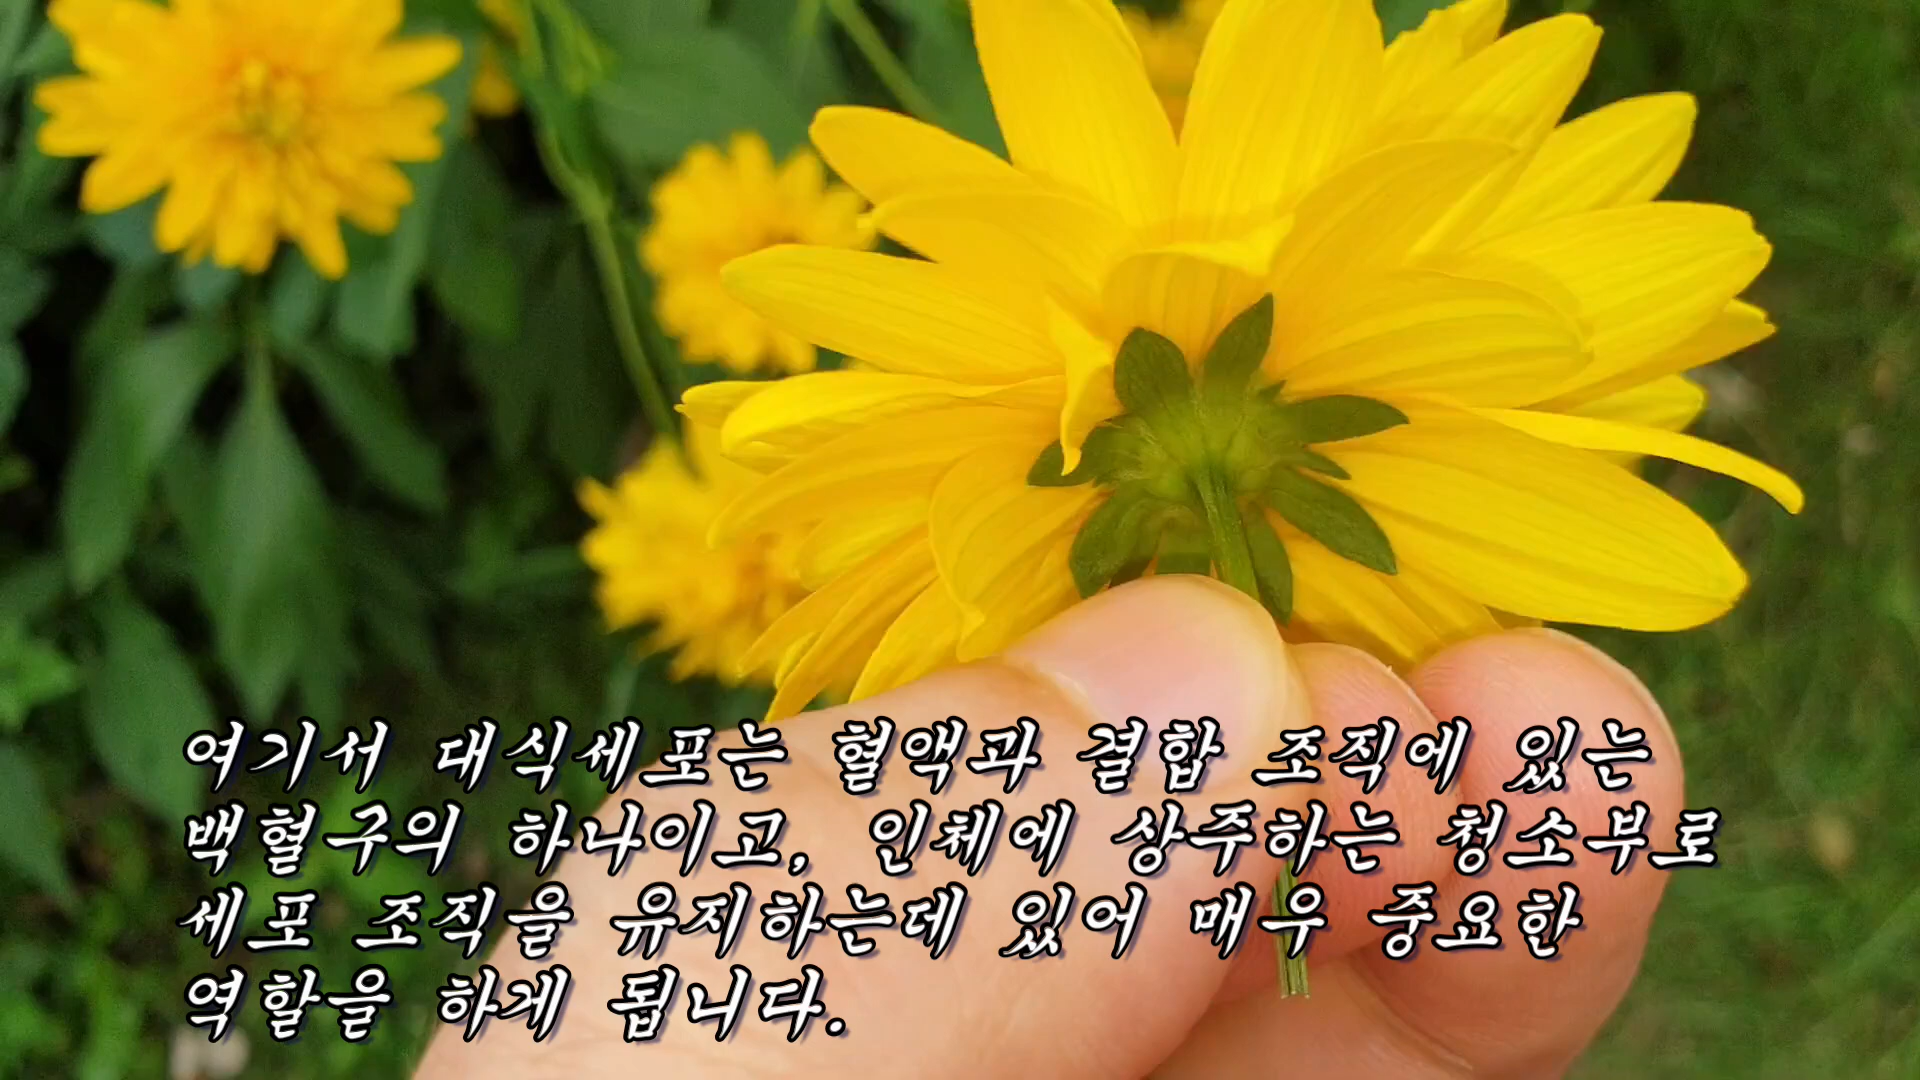 여기서 대식세포는 혈액과 결합 조직에 있는
백혈구의 하나이고, 인체에 상주하는 청소부로
세포 조직을 유지하는데 있어 매우 중요한
역할을 하게 됩니다.